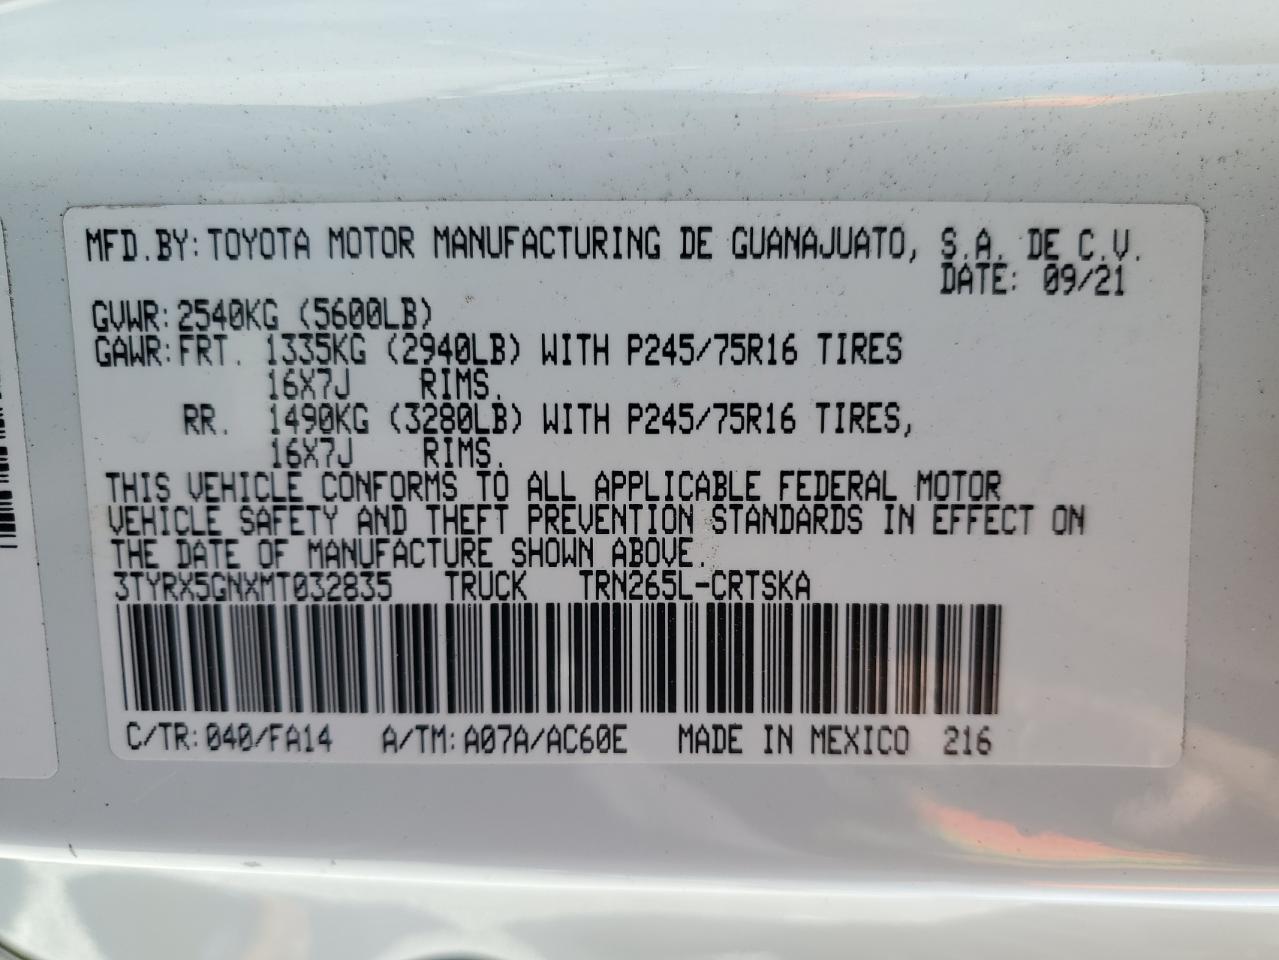 MFD.BY:TOYOTA MOTOR MANUFACTURING DE GUANAJUATO, S.A. DE C.V.
DATE: 09/21
GVWR:2540KG (5600LB)
GAWR:FRT. 1335KG (2940LB) WITH P245/75R16 TIRES
16X7J RIMS.
RR. 1490KG (3280LB) WITH P245/75R16 TIRES,
16X7J RIMS.
THIS VEHICLE CONFORMS TO ALL APPLICABLE FEDERAL MOTOR
VEHICLE SAFETY AND THEFT PREVENTION STANDARDS IN EFFECT ON
THE DATE OF MANUFACTURE SHOWN ABOVE.
3TYRX5GNXMT032835 TRUCK TRN265L-CRTSKA
C/TR:040/FA14 A/TM:A07A/AC60E MADE IN MEXICO 216